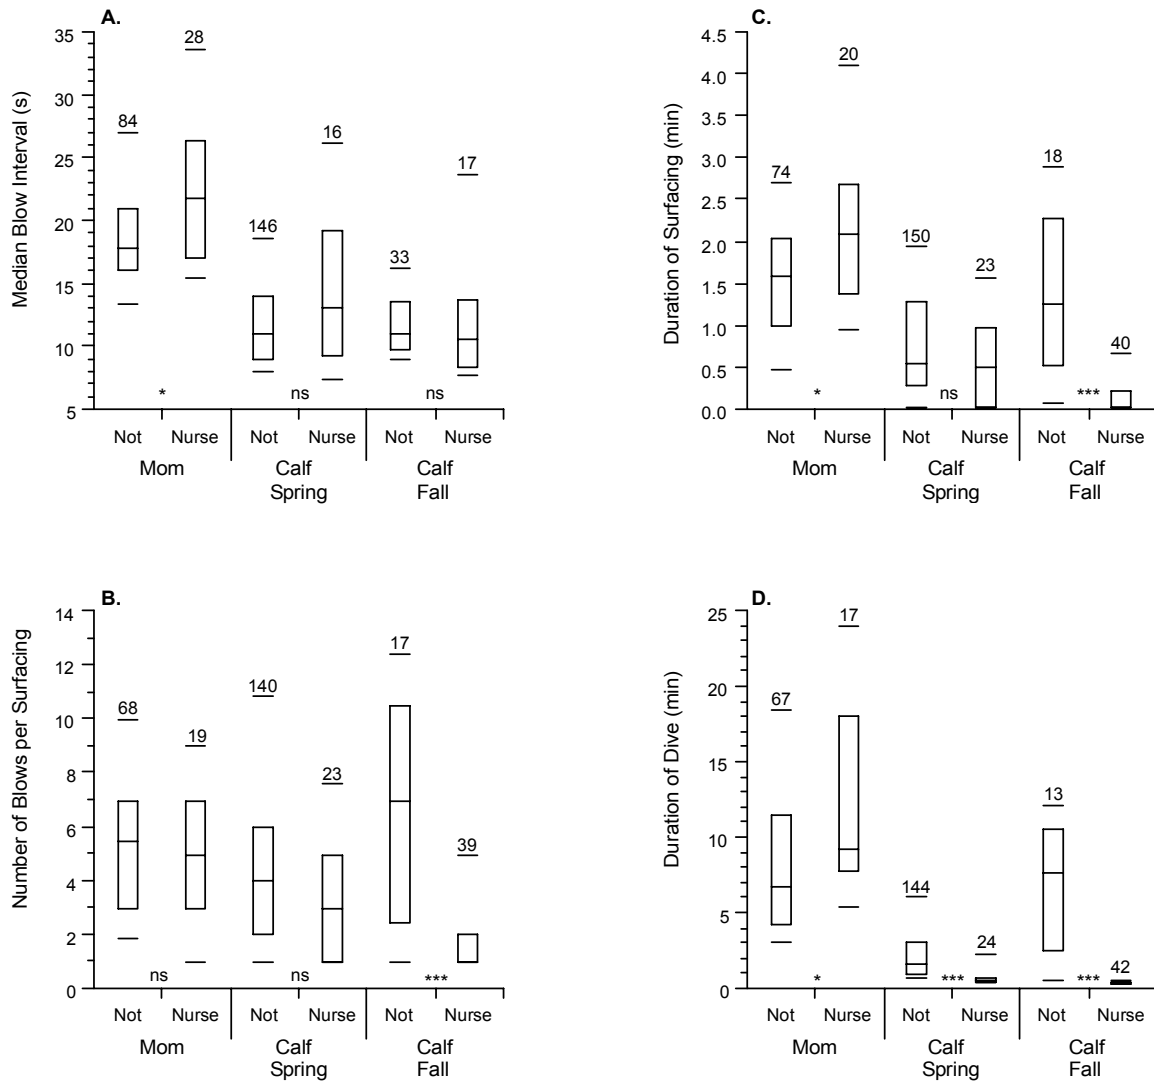 A.
Median Blow Interval (s)
35
30
25
20
15
10
5
84
28
146
16
33
17
*
ns
ns
Not Nurse Not Nurse Not Nurse
Mom Calf Calf
Spring Fall
C.
Duration of Surfacing (min)
4.5
4.0
3.5
3.0
2.5
2.0
1.5
1.0
0.5
0.0
74
20
150
23
18
40
*
ns
***
Not Nurse Not Nurse Not Nurse
Mom Calf Calf
Spring Fall
B.
Number of Blows per Surfacing
14
12
10
8
6
4
2
0
68
19
140
23
17
39
ns
ns
***
Not Nurse Not Nurse Not Nurse
Mom Calf Calf
Spring Fall
D.
Duration of Dive (min)
25
20
15
10
5
0
67
17
144
24
13
42
*
***
***
Not Nurse Not Nurse Not Nurse
Mom Calf Calf
Spring Fall